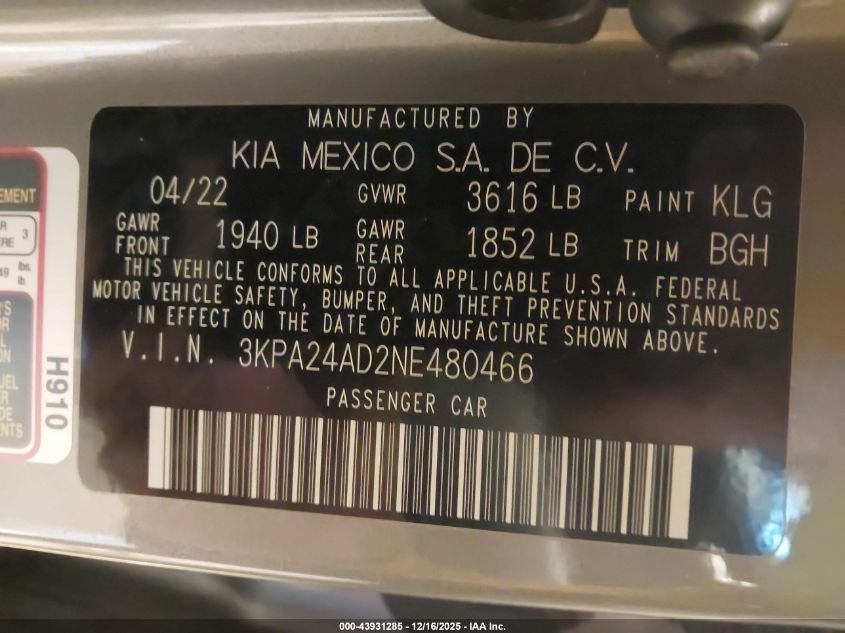 MANUFACTURED BY
KIA MEXICO S.A. DE C.V.
04/22 GVWR 3616 LB PAINT KLG
GAWR FRONT 1940 LB GAWR REAR 1852 LB TRIM BGH
THIS VEHICLE CONFORMS TO ALL APPLICABLE U.S.A. FEDERAL
MOTOR VEHICLE SAFETY, BUMPER, AND THEFT PREVENTION STANDARDS
IN EFFECT ON THE DATE OF MANUFACTURE SHOWN ABOVE.
V.I.N. 3KPA24AD2NE480466
PASSENGER CAR
H910
3
lbs.
lb.
000-43931285 - 12/16/2025 - IAA Inc.